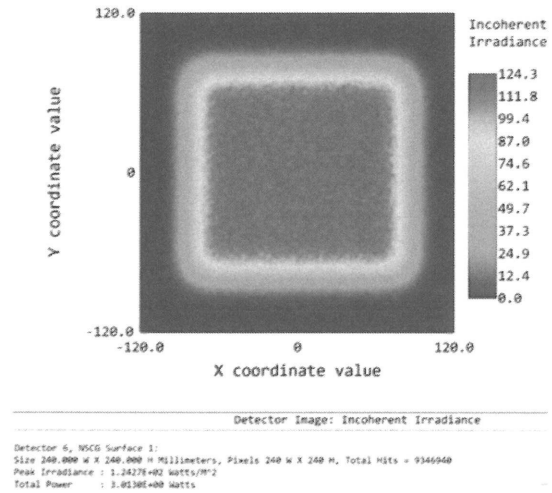 120.0
0
-120.0
Y coordinate value
-120.0
0
120.0
X coordinate value
Incoherent
Irradiance
124.3
111.8
99.4
87.0
74.6
62.1
49.7
37.3
24.9
12.4
0.0
Detector Image: Incoherent Irradiance
Detector 6, NSCG Surface 1:
Size 240.000 W X 240.000 H Millimeters, Pixels 240 W X 240 H, Total Hits = 9346940
Peak Irradiance : 1.2427E+02 Watts/M^2
Total Power : 3.0130E+00 Watts